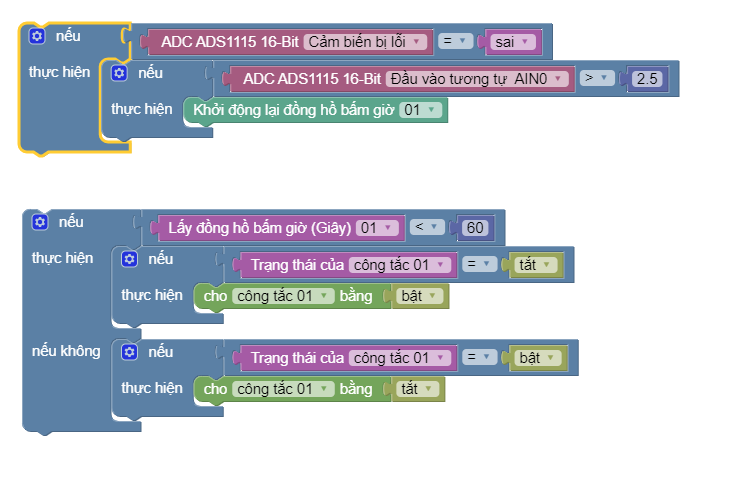 nếu ADC ADS1115 16-Bit Cảm biến bị lỗi = sai
thực hiện nếu ADC ADS1115 16-Bit Đầu vào tương tự AIN0 > 2.5
thực hiện Khởi động lại đồng hồ bấm giờ 01
nếu Lấy đồng hồ bấm giờ (Giây) 01 < 60
thực hiện nếu Trạng thái của công tắc 01 = tắt
thực hiện cho công tắc 01 bằng bật
nếu không nếu Trạng thái của công tắc 01 = bật
thực hiện cho công tắc 01 bằng tắt